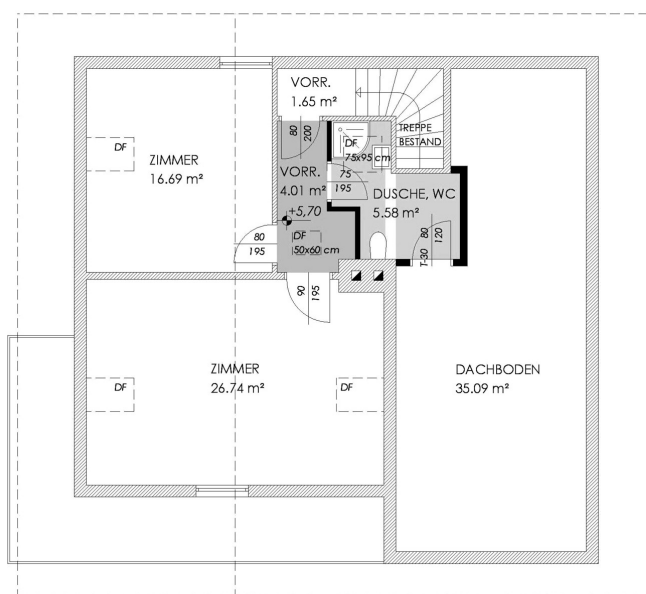 VORR.
1.65 m²
TREPPE
BESTAND
80
200
DF
75x95 cm
DF
ZIMMER
16.69 m²
VORR.
4.01 m²
75
195
DUSCHE, WC
5.58 m²
+5,70
DF
50x60 cm
80
195
T-30
80
120
90
195
ZIMMER
26.74 m²
DF
DF
DACHBODEN
35.09 m²